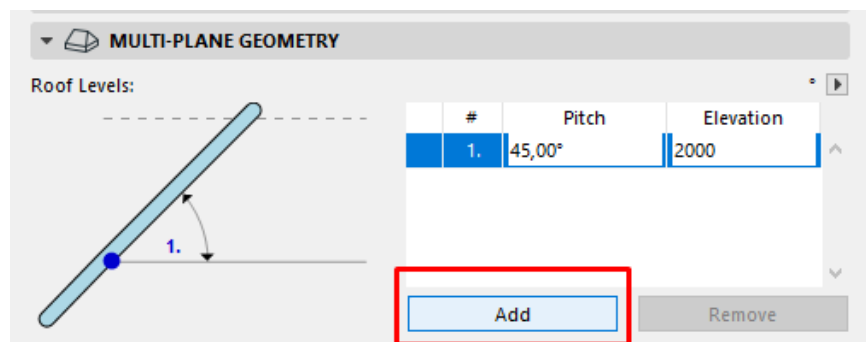 MULTI-PLANE GEOMETRY
Roof Levels:
°
# Pitch Elevation
1. 45,00° 2000
1.
Add Remove